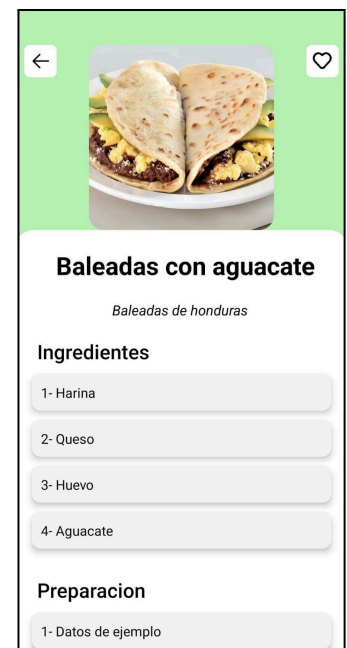 Baleadas con aguacate
Baleadas de honduras
Ingredientes
1- Harina
2- Queso
3- Huevo
4- Aguacate
Preparacion
1- Datos de ejemplo